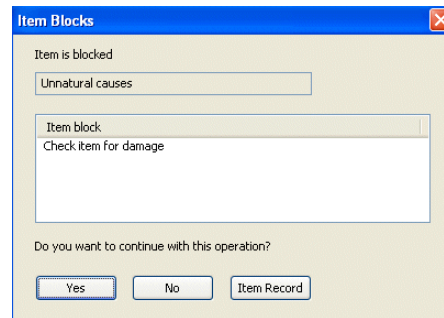 Item Blocks
Item is blocked
Unnatural causes
Item block
Check item for damage
Do you want to continue with this operation?
Yes No Item Record